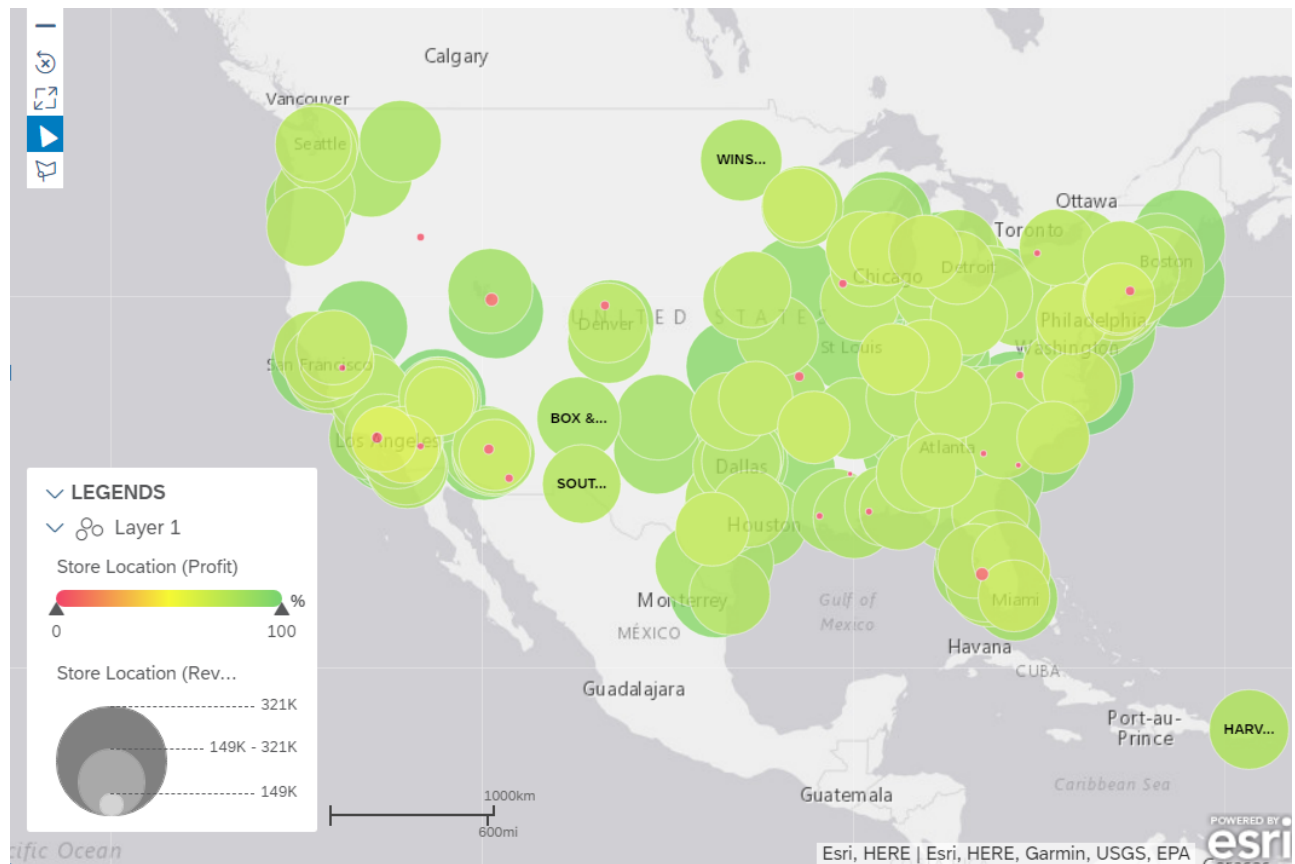 Calgary
Vancouver
Seattle
WINS...
Ottawa
Toronto
Boston
Detroit
Chicago
UNITED STATES
Denver
Philadelphia
St Louis
Washington
San Francisco
BOX &...
Los Angeles
Atlanta
Dallas
SOUT...
Houston
Monterrey
MÉXICO
Gulf of
Mexico
Miami
Havana
CUBA
Guadalajara
Port-au-
Prince
HARV...
Guatemala
Caribbean Sea
LEGENDS
Layer 1
Store Location (Profit)
%
0 100
Store Location (Rev...
321K
149K - 321K
149K
1000km
600mi
cific Ocean
Esri, HERE | Esri, HERE, Garmin, USGS, EPA
POWERED BY
esri